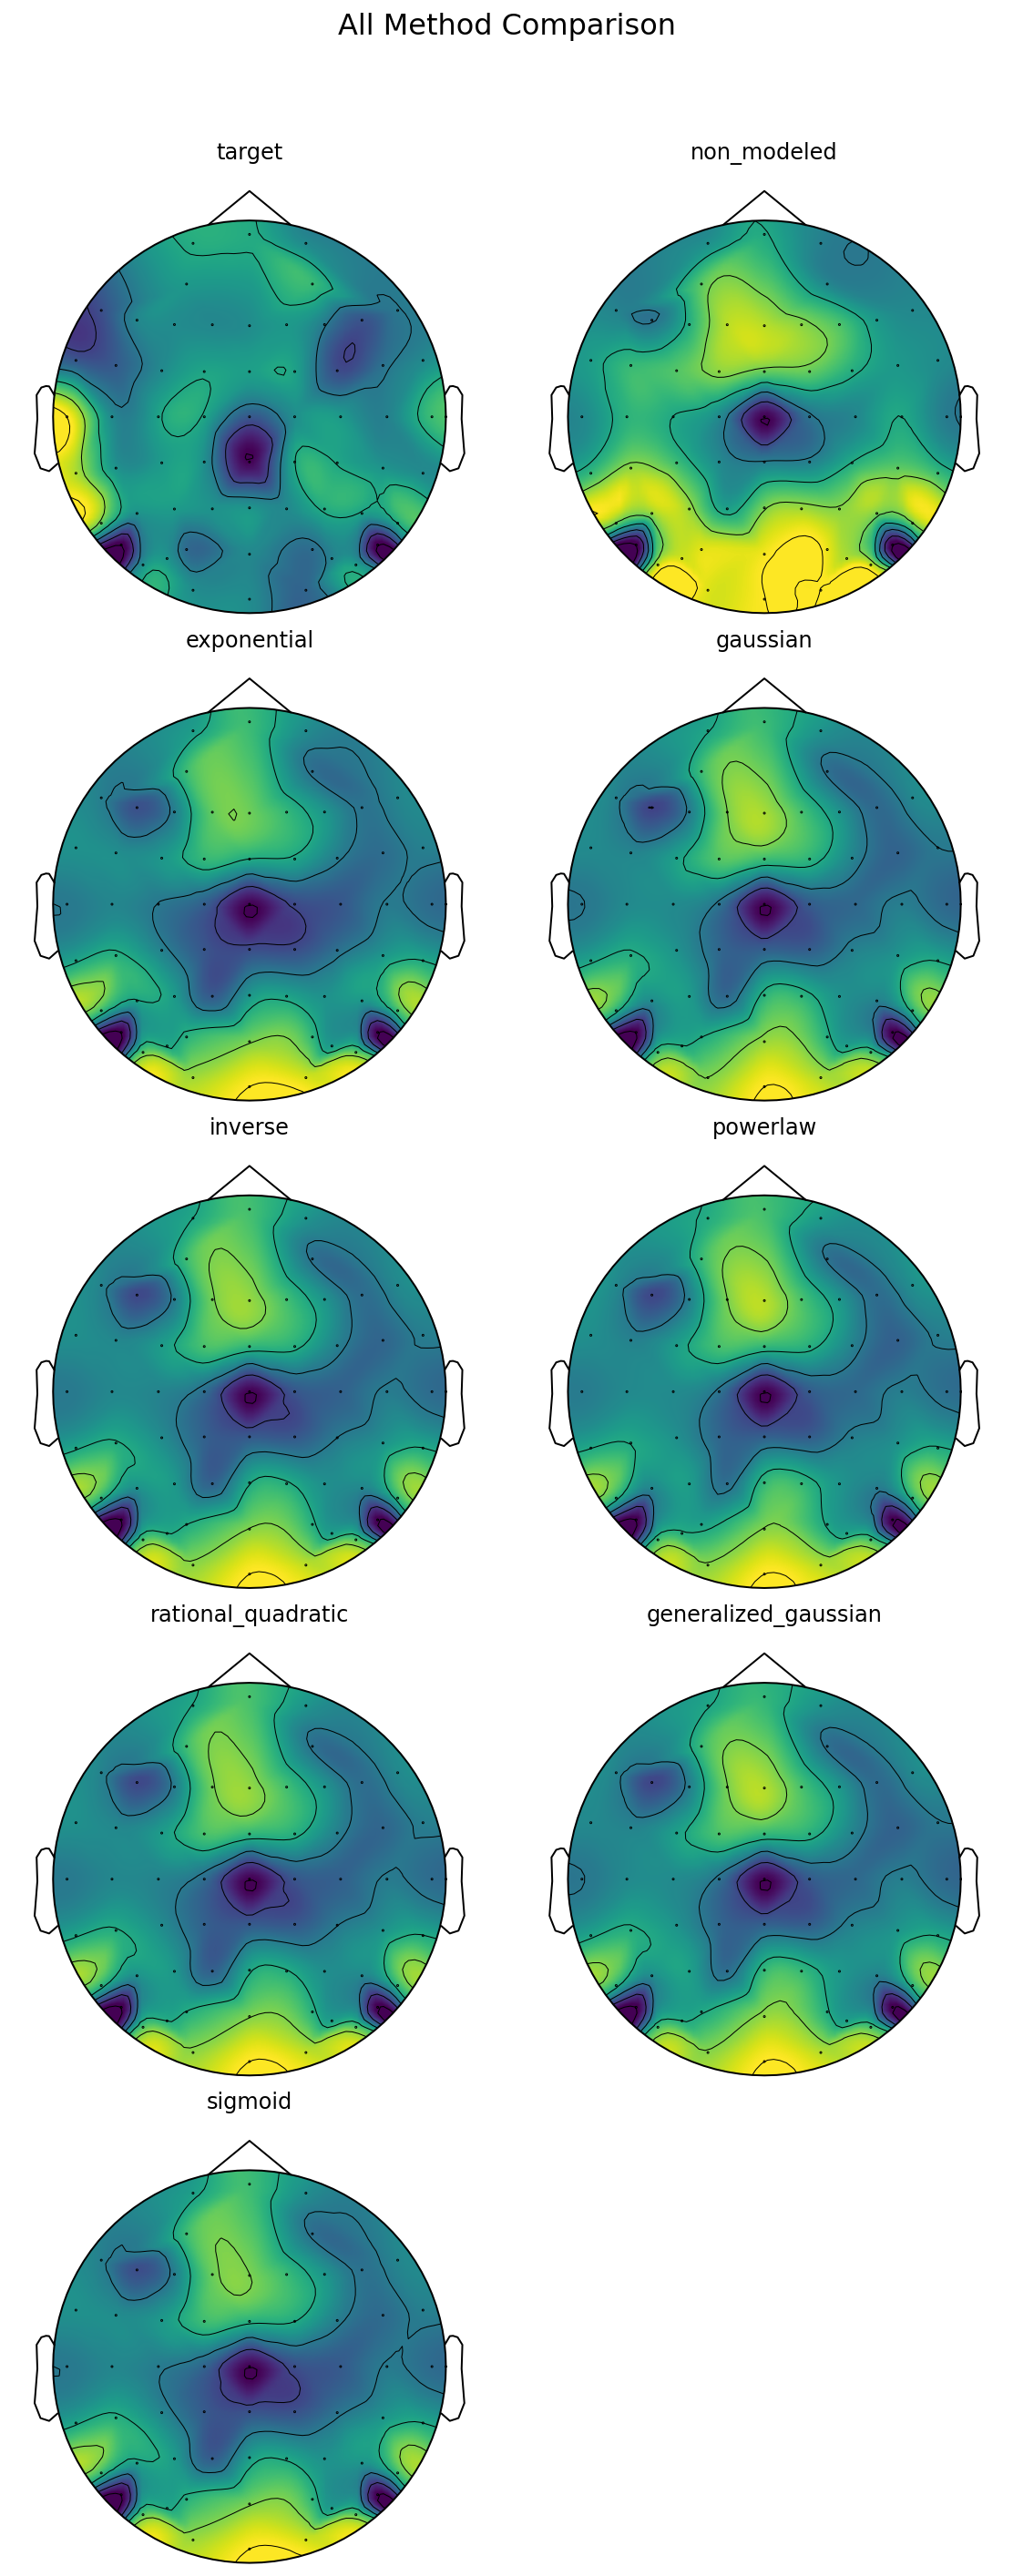 All Method Comparison
target
non_modeled
exponential
gaussian
inverse
powerlaw
rational_quadratic
generalized_gaussian
sigmoid